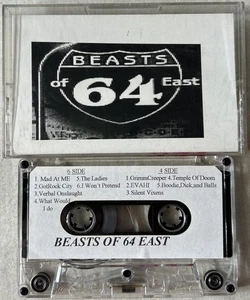 BEASTS
of 64 East
6 SIDE
1. Mad At ME 5.The Ladies
2.GotRock City 6.I Won't Pretend
3.Verbal Onslaught
4.What Would
I do
4 SIDE
1.GrimmCreeper 4.Temple Of Doom
2.EVAHI 5.Boodie,Dick,and Balls
3.Silent Vixens
BEASTS OF 64 EAST